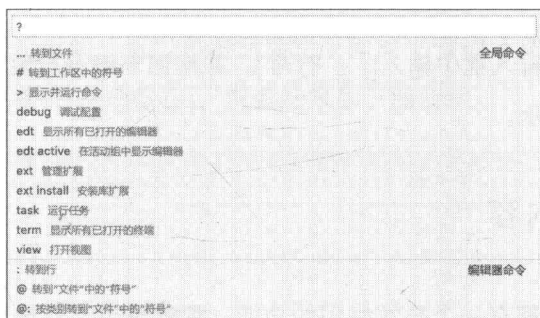 ?
... 转到文件 全局命令
# 转到工作区中的符号
> 显示并运行命令
debug 调试配置
edt 显示所有已打开的编辑器
edt active 在活动组中显示编辑器
ext 管理扩展
ext install 安装库扩展
task 运行任务
term 显示所有已打开的终端
view 打开视图
: 转到行 编辑器命令
@ 转到“文件”中的“符号”
@: 按类别转到“文件”中的“符号”